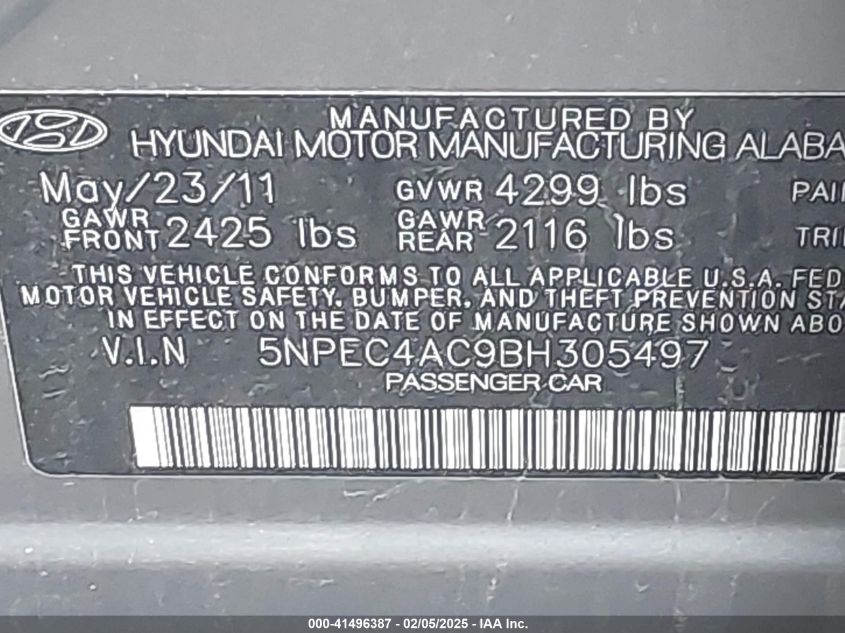 MANUFACTURED BY
HYUNDAI MOTOR MANUFACTURING ALABA
May/23/11 GVWR 4299 lbs PAI
GAWR FRONT 2425 lbs GAWR REAR 2116 lbs TRI
THIS VEHICLE CONFORMS TO ALL APPLICABLE U.S.A. FED
MOTOR VEHICLE SAFETY, BUMPER, AND THEFT PREVENTION STA
IN EFFECT ON THE DATE OF MANUFACTURE SHOWN ABO
V.I.N 5NPEC4AC9BH305497
PASSENGER CAR
000-41496387 - 02/05/2025 - IAA Inc.